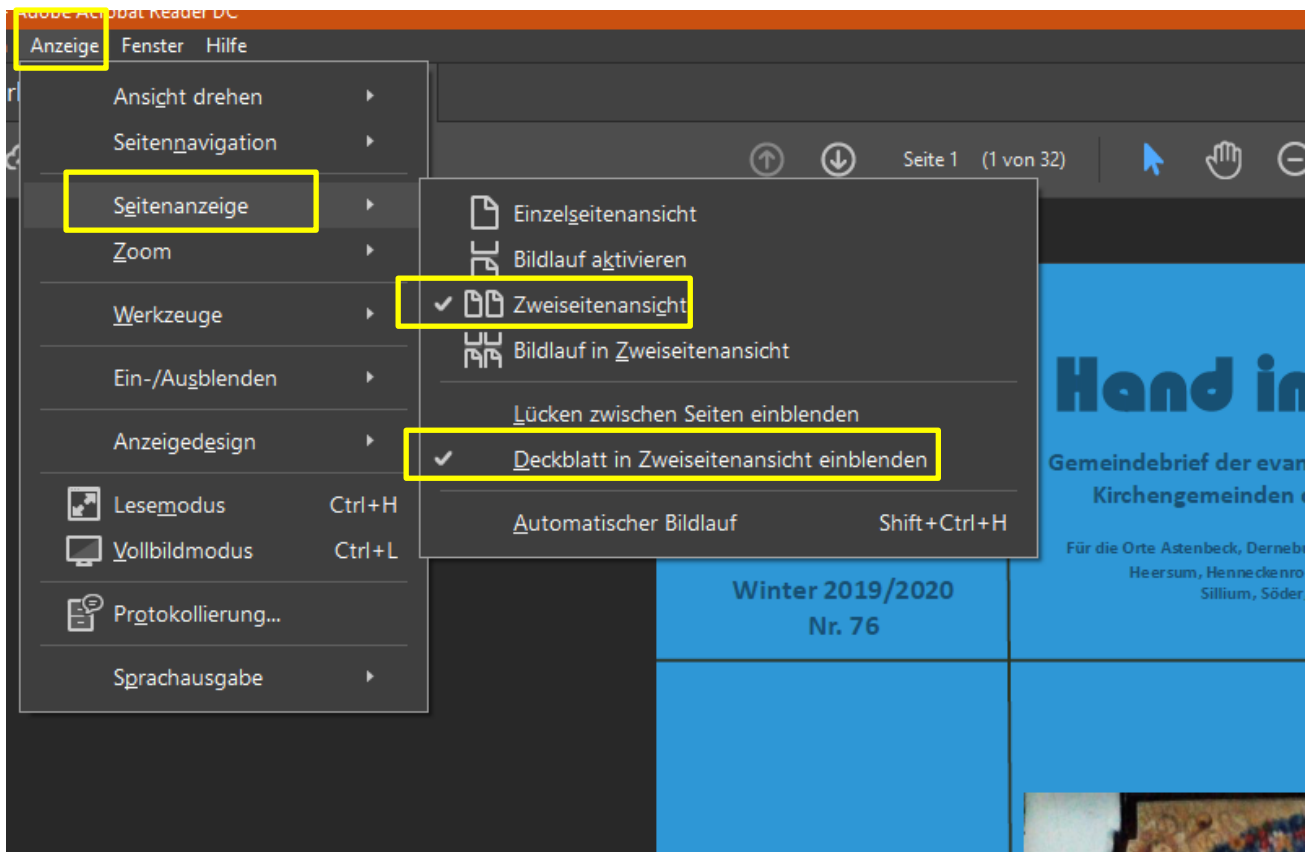 Adobe Acrobat Reader DC
Anzeige Fenster Hilfe
Ansicht drehen
Seitennavigation
Seitenanzeige
Zoom
Werkzeuge
Ein-/Ausblenden
Anzeigedesign
Lesemodus Ctrl+H
Vollbildmodus Ctrl+L
Protokollierung...
Sprachausgabe
Seite 1 (1 von 32)
Einzelseitenansicht
Bildlauf aktivieren
Zweiseitenansicht
Bildlauf in Zweiseitenansicht
Lücken zwischen Seiten einblenden
Deckblatt in Zweiseitenansicht einblenden
Automatischer Bildlauf Shift+Ctrl+H
Hand in
Gemeindebrief der evan
Kirchengemeinden
Für die Orte Astenbeck, Derneb
Heersum, Henneckenro
Sillium, Söder
Winter 2019/2020
Nr. 76